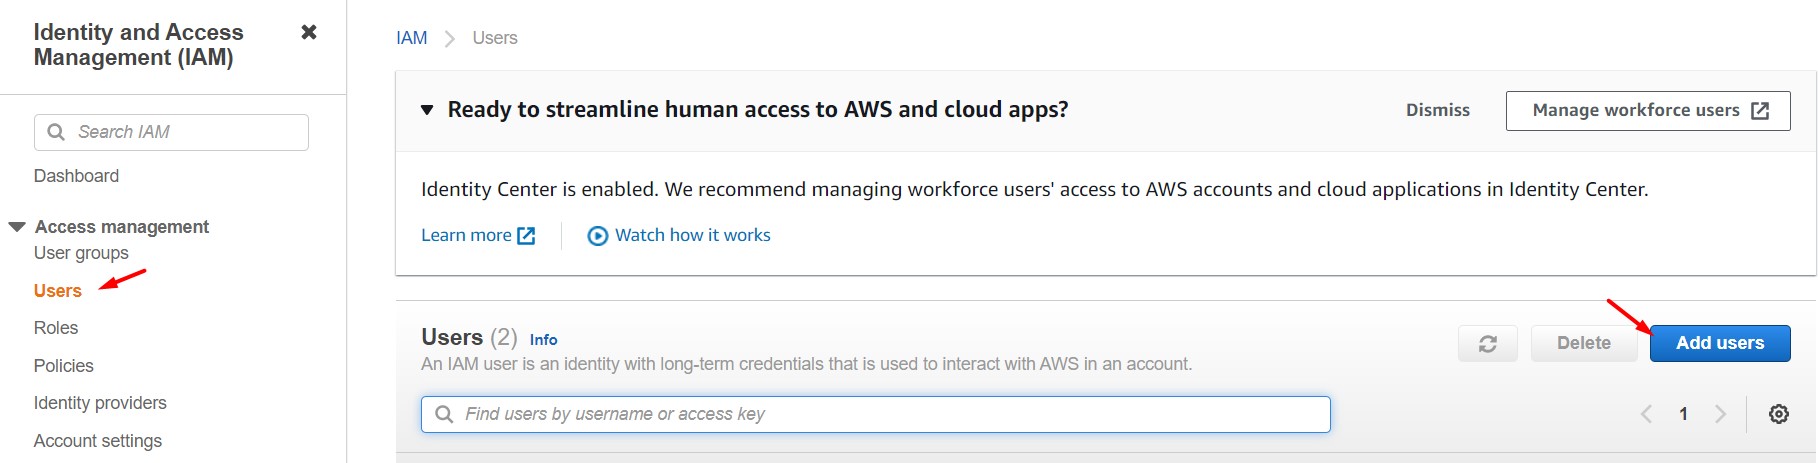 Identity and Access
Management (IAM)
Search IAM
Dashboard
Access management
User groups
Users
Roles
Policies
Identity providers
Account settings
IAM Users
Ready to streamline human access to AWS and cloud apps?
Dismiss
Manage workforce users
Identity Center is enabled. We recommend managing workforce users' access to AWS accounts and cloud applications in Identity Center.
Learn more
Watch how it works
Users (2) Info
An IAM user is an identity with long-term credentials that is used to interact with AWS in an account.
Delete
Add users
Find users by username or access key
1